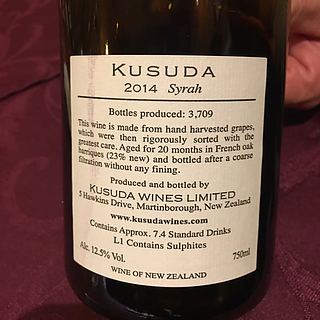 KUSUDA
2014 Syrah
Bottles produced: 3,709
This wine is made from hand harvested grapes,
which were then rigorously sorted with the
greatest care. Aged for 20 months in French oak
barriques (23% new) and bottled after a coarse
filtration without any fining.
Produced and bottled by
KUSUDA WINES LIMITED
5 Hawkins Drive, Martinborough, New Zealand
www.kusudawines.com
Contains Approx. 7.4 Standard Drinks
L1 Contains Sulphites
Alc. 12.5% Vol.
750ml
WINE OF NEW ZEALAND